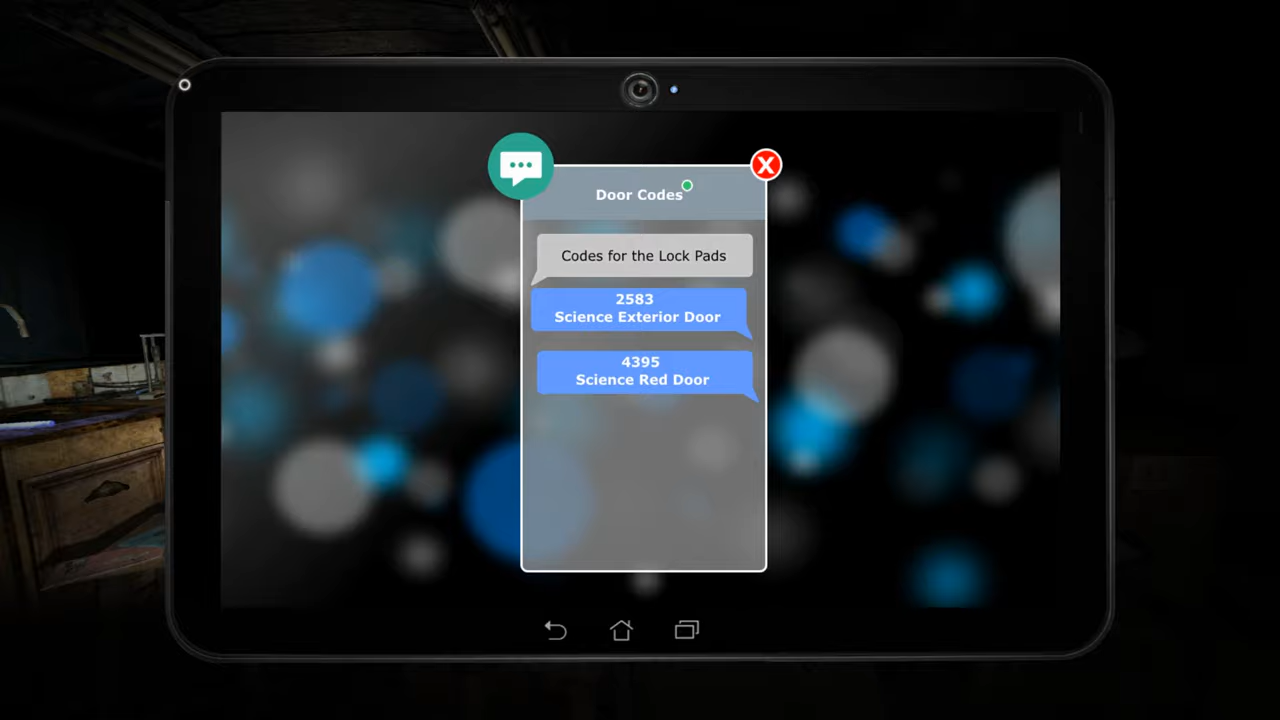 Door Codes
Codes for the Lock Pads
2583
Science Exterior Door
4395
Science Red Door